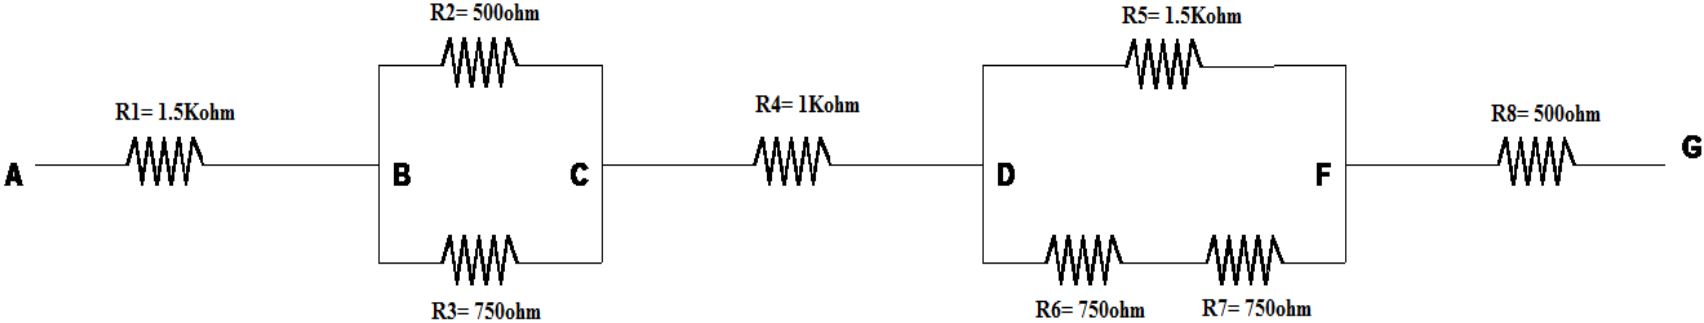 R2= 500ohm
R5= 1.5Kohm
R1= 1.5Kohm
R4= 1Kohm
R8= 500ohm
A
B
C
D
F
G
R3= 750ohm
R6= 750ohm
R7= 750ohm